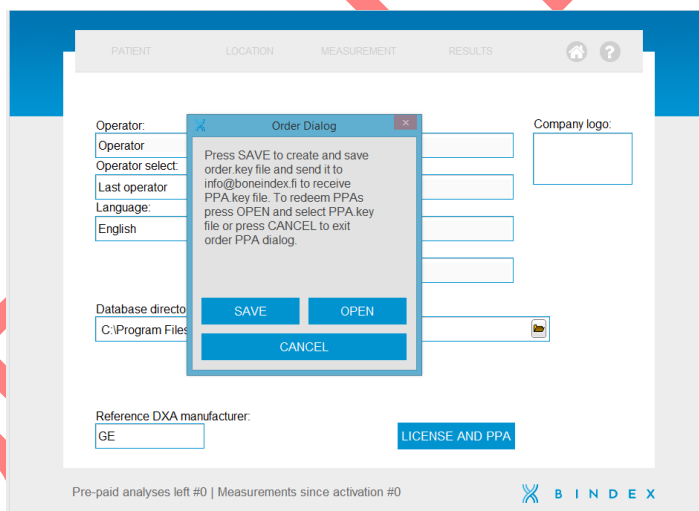 PATIENT LOCATION MEASUREMENT RESULTS ?
Operator:
Operator
Operator select:
Last operator
Language:
English
Company logo:
Order Dialog ×
Press SAVE to create and save
order.key file and send it to
info@boneindex.fi to receive
PPA.key file. To redeem PPAs
press OPEN and select PPA.key
file or press CANCEL to exit
order PPA dialog.
SAVE OPEN
CANCEL
Database directo
C:\Program Files
Reference DXA manufacturer:
GE
LICENSE AND PPA
Pre-paid analyses left #0 | Measurements since activation #0
BINDEX